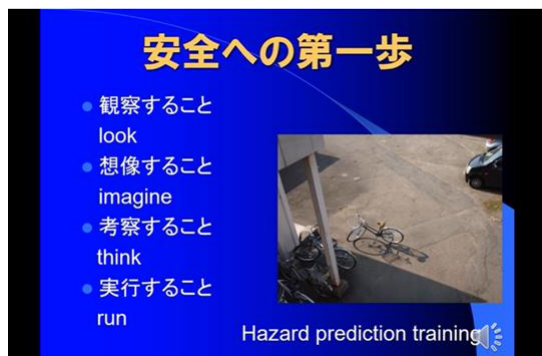 安全への第一歩
観察すること
look
想像すること
imagine
考察すること
think
実行すること
run
Hazard prediction training